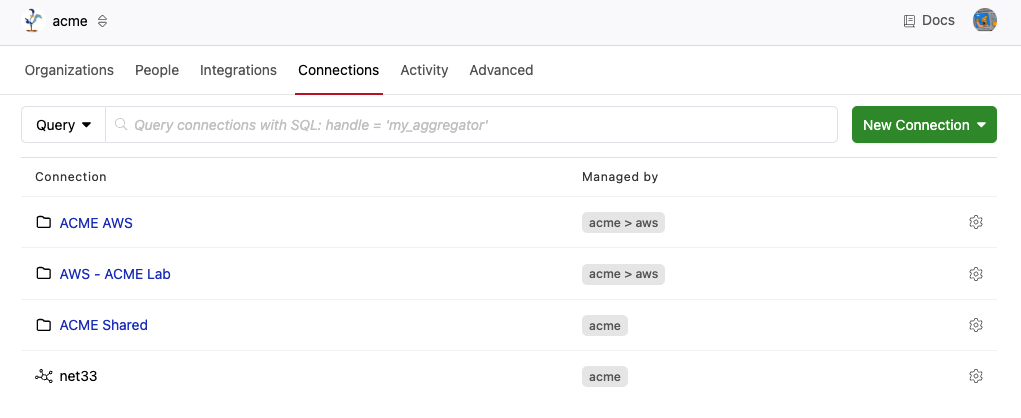 acme
Docs
Organizations People Integrations Connections Activity Advanced
Query
Query connections with SQL: handle = 'my_aggregator'
New Connection
Connection Managed by
ACME AWS acme > aws
AWS - ACME Lab acme > aws
ACME Shared acme
net33 acme